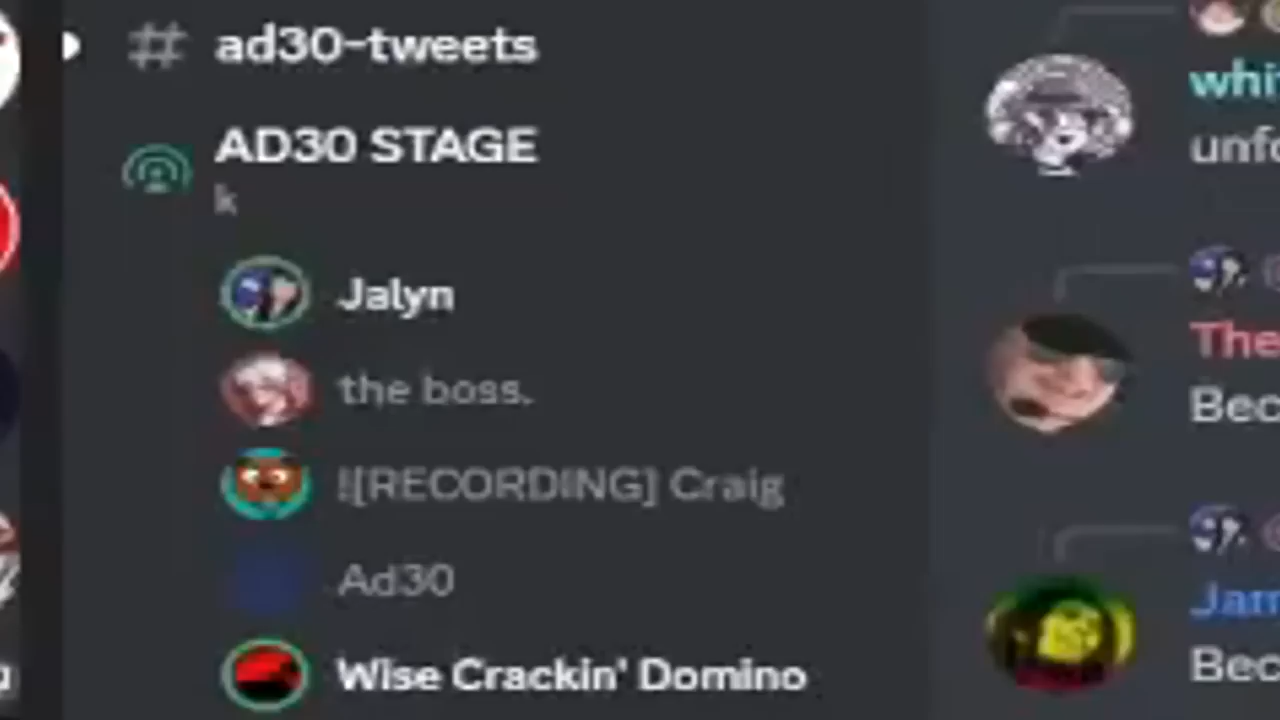 ad30-tweets
AD30 STAGE
k
Jalyn
the boss.
![RECORDING] Craig
Ad30
Wise Crackin' Domino
unfo
The
Bec
Jam
Bec